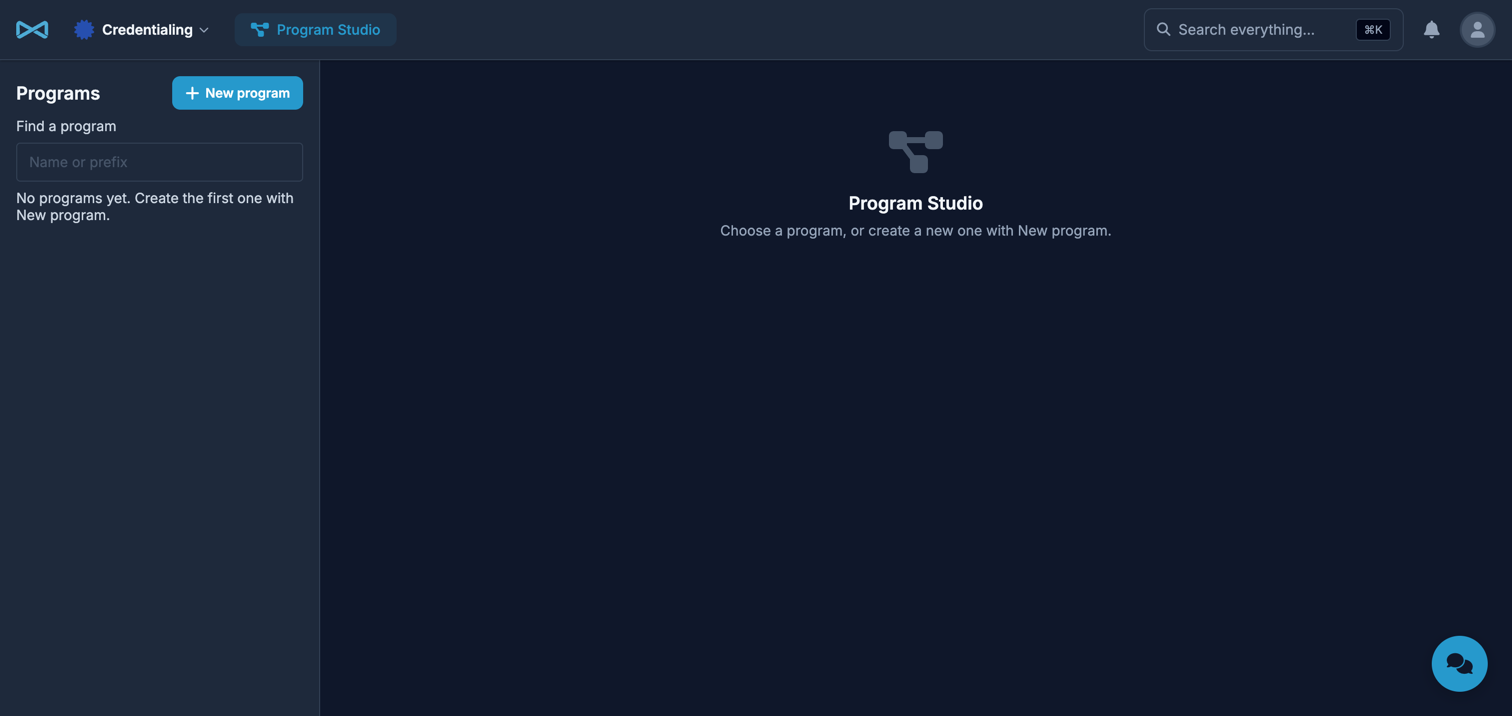 Credentialing
Program Studio
Search everything...
⌘K
Programs
New program
Find a program
Name or prefix
No programs yet. Create the first one with
New program.
Program Studio
Choose a program, or create a new one with New program.